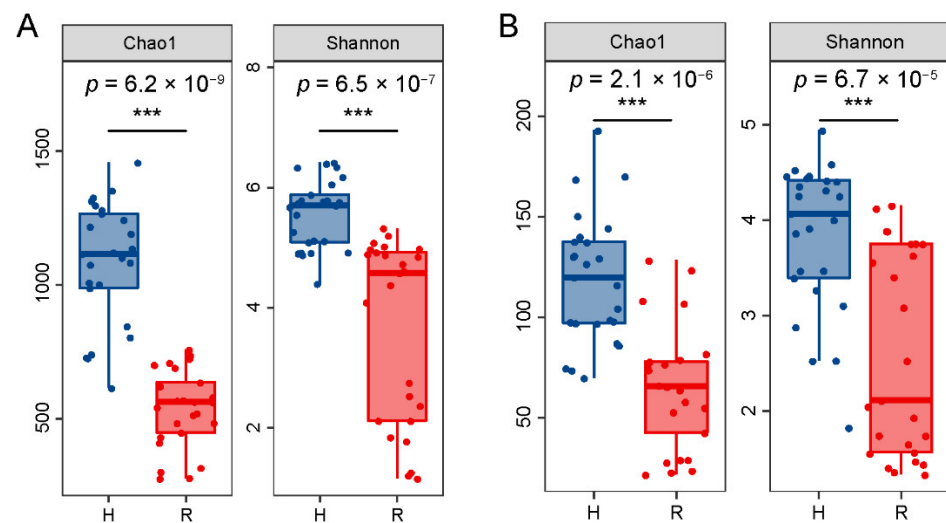 A
Chao1
p = 6.2 × 10⁻⁹
***
1500
1000
500
H R
Shannon
p = 6.5 × 10⁻⁷
***
8
6
4
2
H R
B
Chao1
p = 2.1 × 10⁻⁶
***
200
150
100
50
H R
Shannon
p = 6.7 × 10⁻⁵
***
5
4
3
2
H R